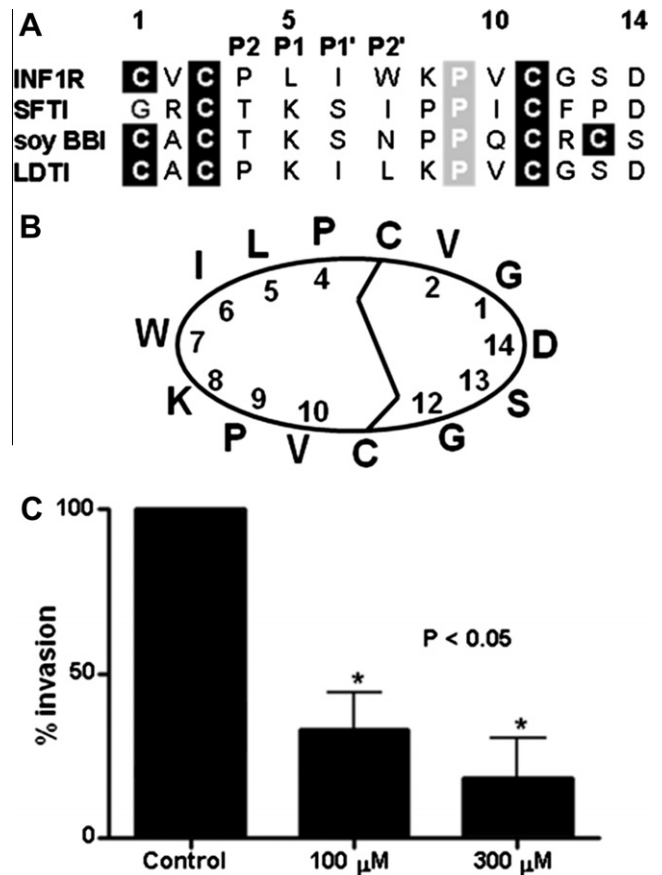 A
1 5 10 14
P2 P1 P1' P2'
INF1R C V C P L I W K P V C G S D
SFTI G R C T K S I P P I C F P D
soy BBI C A C T K S N P P Q C R C S
LDTI C A C P K I L K P V C G S D
B
I L P C V G
6 5 4 2 1
W 7 14 D
8 9 10 12 13
K P V C G S
C
% invasion
100
50
0
P < 0.05
* *
Control 100 µM 300 µM